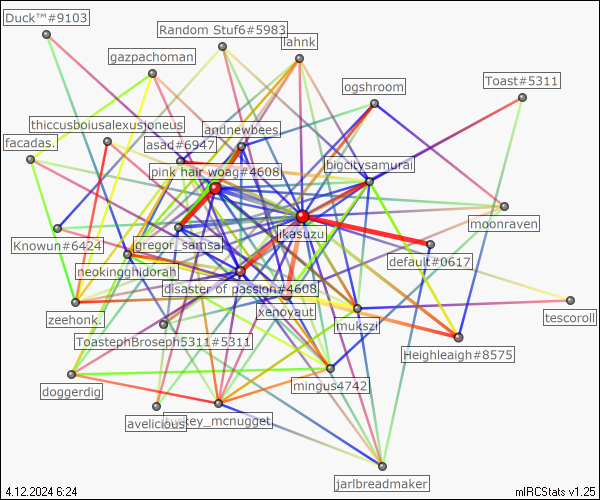 Duck™#9103
Random Stuf6#5983
lahnk
gazpachoman
ogshroom
Toast#5311
thiccusboiusalexusjoneus
andnewbees
facadas.
asad#6947
bigcitysamurai
pink hair woag#4608
moonraven
ikasuzu
Knowun#6424
gregor_samsai
default#0617
neokingghidorah
disaster of passion#4608
xenoyaut
zeehonk.
mukszi
tescoroll
ToastephBroseph5311#5311
Heighleaigh#8575
mingus4742
doggerdig
avelicious
jarlbreadmaker
4.12.2024 6:24
mIRCStats v1.25